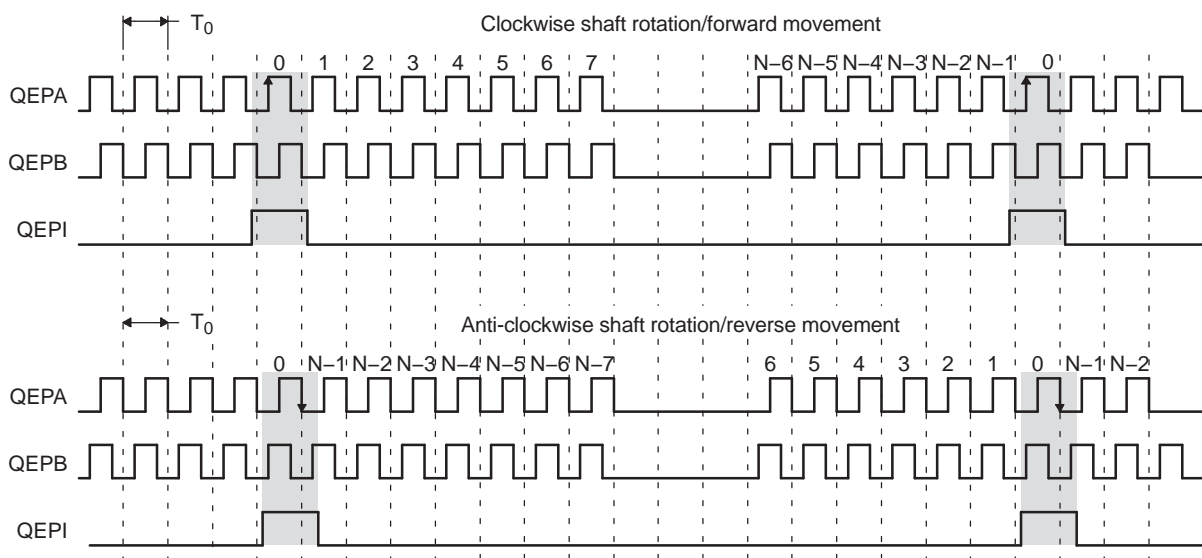 T0 Clockwise shaft rotation/forward movement
0 1 2 3 4 5 6 7 N–6 N–5 N–4 N–3 N–2 N–1 0
QEPA
QEPB
QEPI
T0 Anti-clockwise shaft rotation/reverse movement
0 N–1 N–2 N–3 N–4 N–5 N–6 N–7 6 5 4 3 2 1 0 N–1 N–2
QEPA
QEPB
QEPI